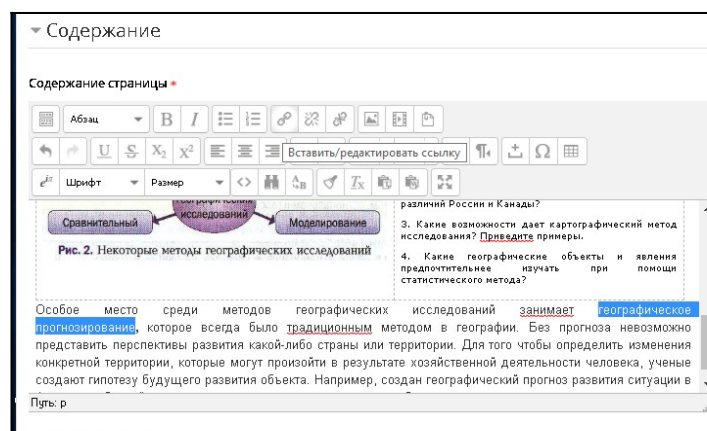 Содержание
Содержание страницы *
Абзац B I
U S X₂ X² Вставить/редактировать ссылку ¶ Ω
Шрифт Размер <> A B Tx
географических
исследований
Сравнительный Моделирование
Рис. 2. Некоторые методы географических исследований
различий России и Канады?
3. Какие возможности дает картографический метод
исследования? Приведите примеры.
4. Какие географические объекты и явления
предпочтительнее изучать при помощи
статистического метода?
Особое место среди методов географических исследований занимает географическое
прогнозирование, которое всегда было традиционным методом в географии. Без прогноза невозможно
представить перспективы развития какой-либо страны или территории. Для того чтобы определить изменения
конкретной территории, которые могут произойти в результате хозяйственной деятельности человека, ученые
создают гипотезу будущего развития объекта. Например, создан географический прогноз развития ситуации в
Путь: p